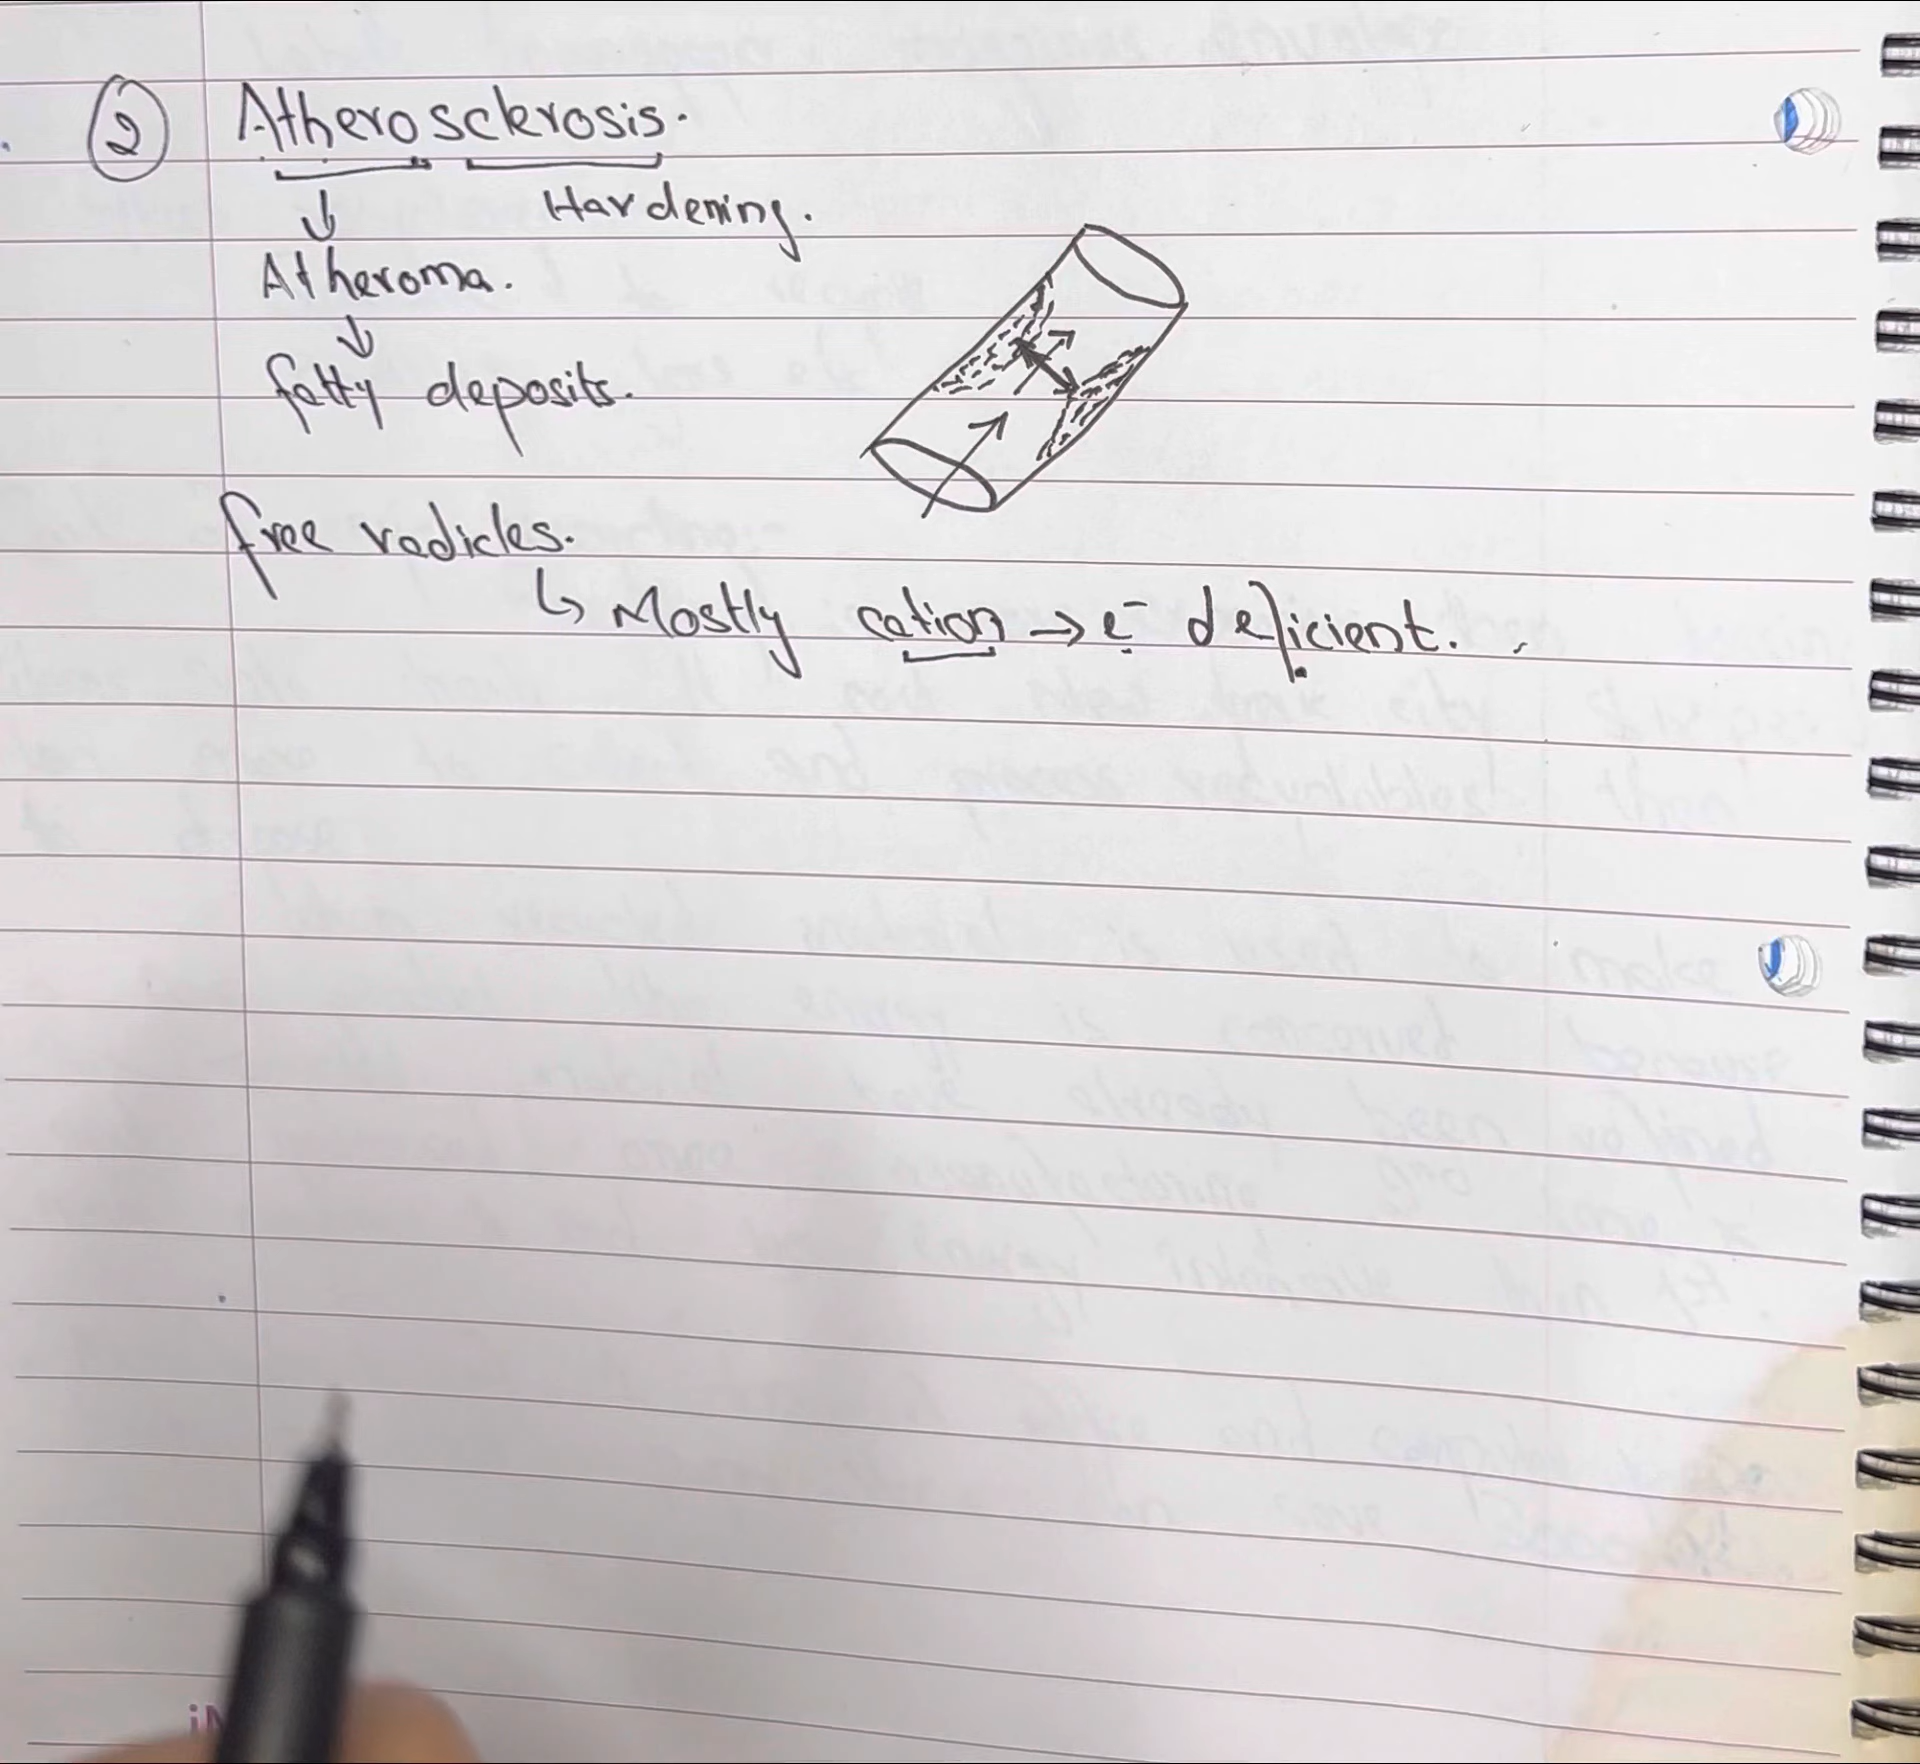 ② Atherosclerosis.
↓ Hardening.
Atheroma.
↓
fatty deposits.
free radicles.
↳ Mostly cation → e⁻ deficient.